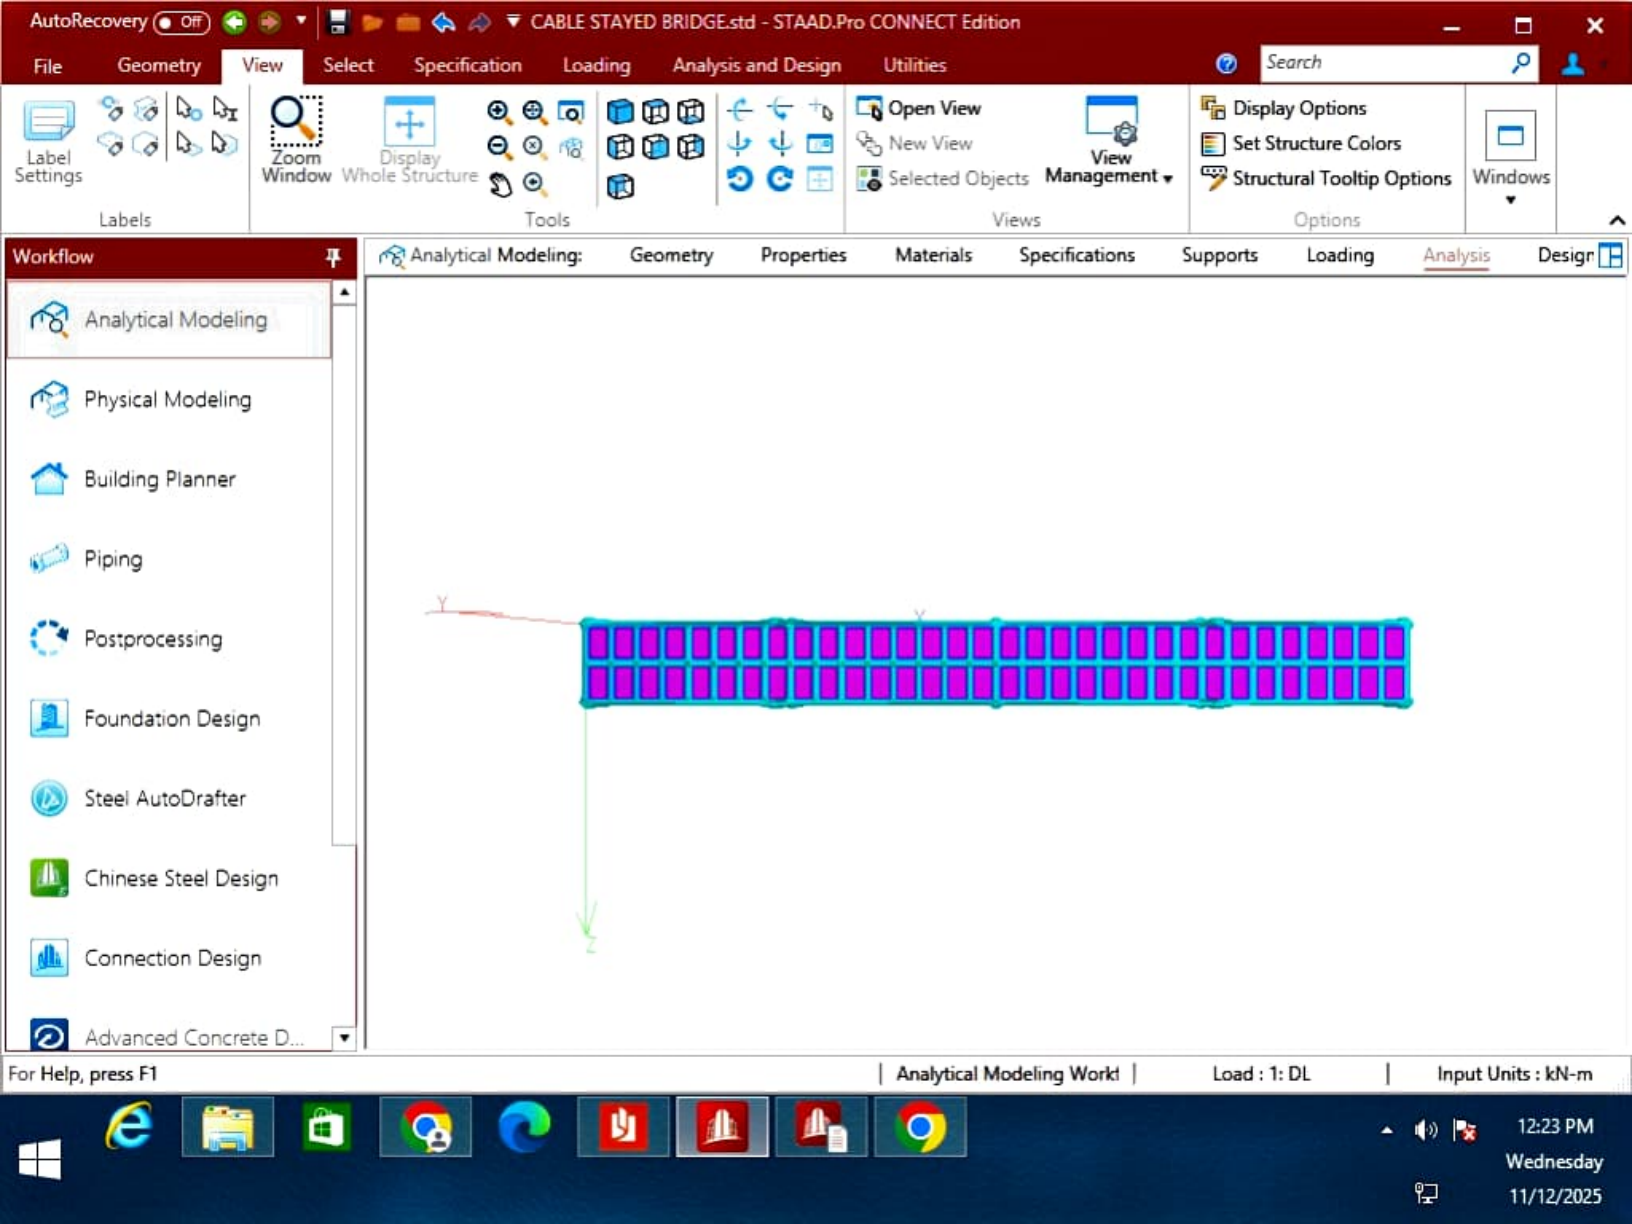 AutoRecovery Off CABLE STAYED BRIDGE.std - STAAD.Pro CONNECT Edition
File Geometry View Select Specification Loading Analysis and Design Utilities Search
Label Settings
Zoom Window
Display Whole Structure
Open View
New View
Selected Objects
View Management
Display Options
Set Structure Colors
Structural Tooltip Options
Windows
Labels Tools Views Options
Workflow
Analytical Modeling: Geometry Properties Materials Specifications Supports Loading Analysis Design
Analytical Modeling
Physical Modeling
Building Planner
Piping
Postprocessing
Foundation Design
Steel AutoDrafter
Chinese Steel Design
Connection Design
Advanced Concrete D...
Y
Z
For Help, press F1 Analytical Modeling Work Load : 1: DL Input Units : kN-m
12:23 PM
Wednesday
11/12/2025